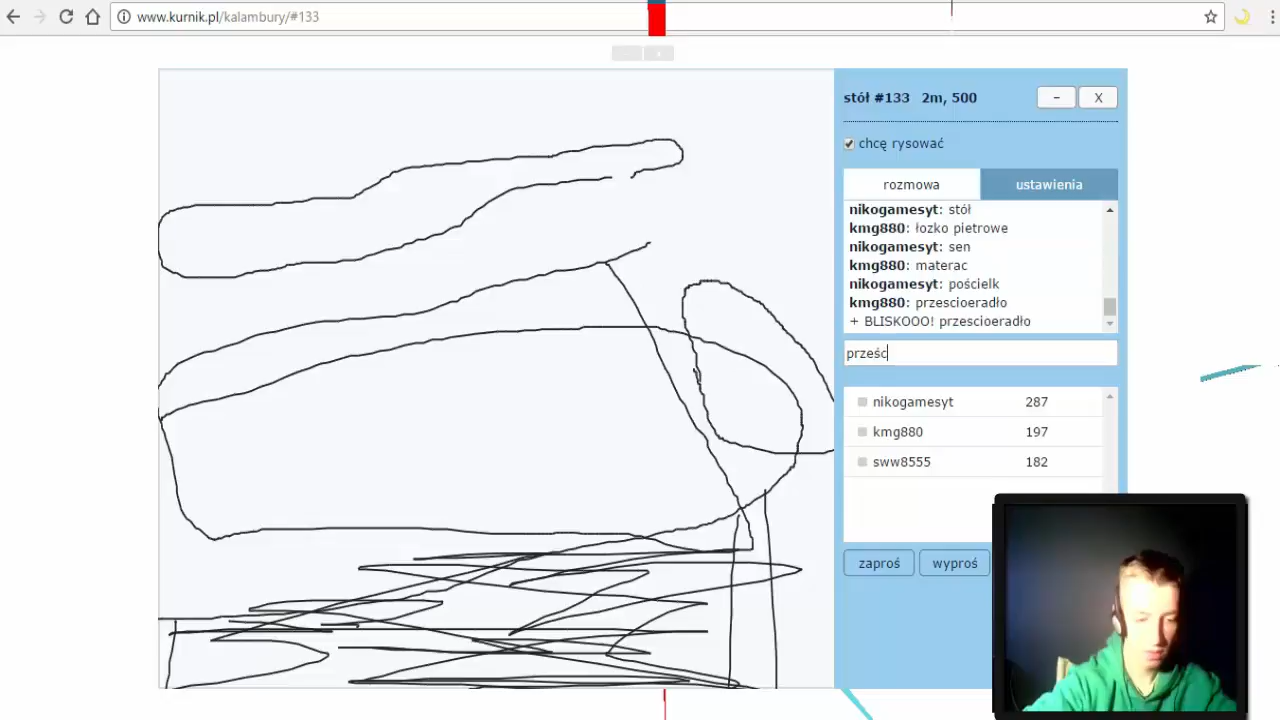 www.kurnik.pl/kalambury/#133
stół #133 2m, 500
– X
chcę rysować
rozmowa ustawienia
nikogamesyt: stół
kmg880: łozko pietrowe
nikogamesyt: sen
kmg880: materac
nikogamesyt: pościelk
kmg880: przescioeradło
+ BLISKOOO! przescioeradło
prześc
nikogamesyt 287
kmg880 197
sww8555 182
zaproś wyproś